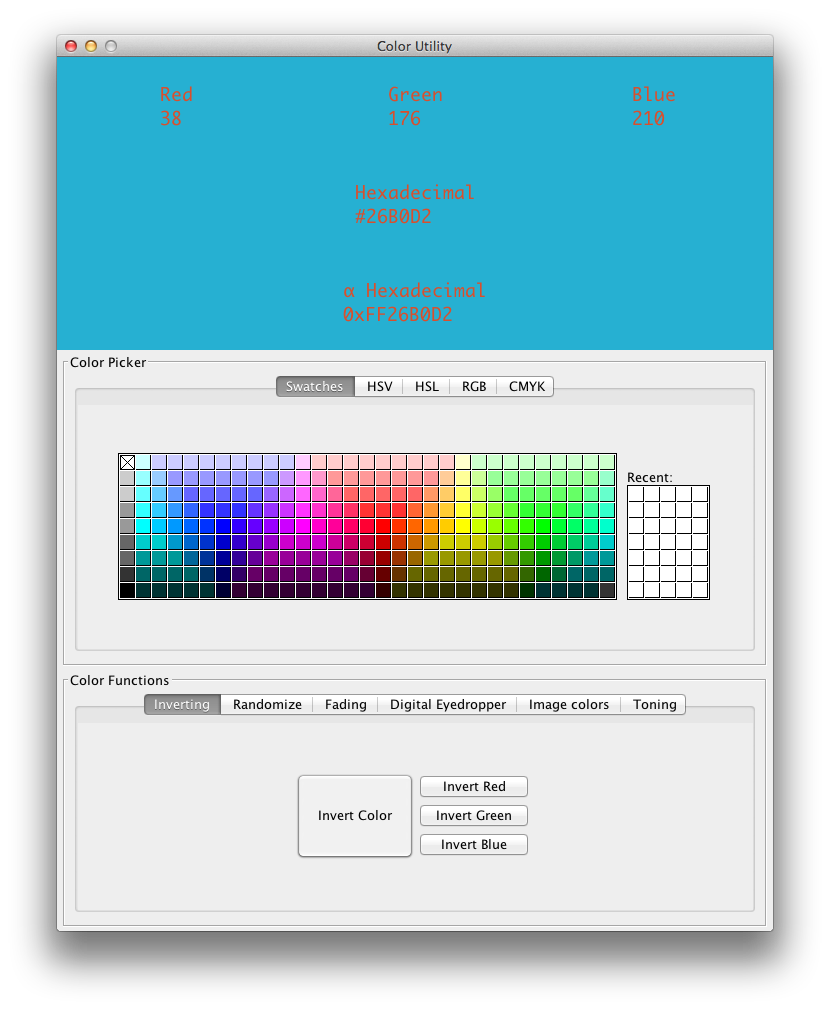 Color Utility
Red Green Blue
38 176 210
Hexadecimal
#26B0D2
α Hexadecimal
0xFF26B0D2
Color Picker
Swatches HSV HSL RGB CMYK
Recent:
Color Functions
Inverting Randomize Fading Digital Eyedropper Image colors Toning
Invert Color
Invert Red
Invert Green
Invert Blue